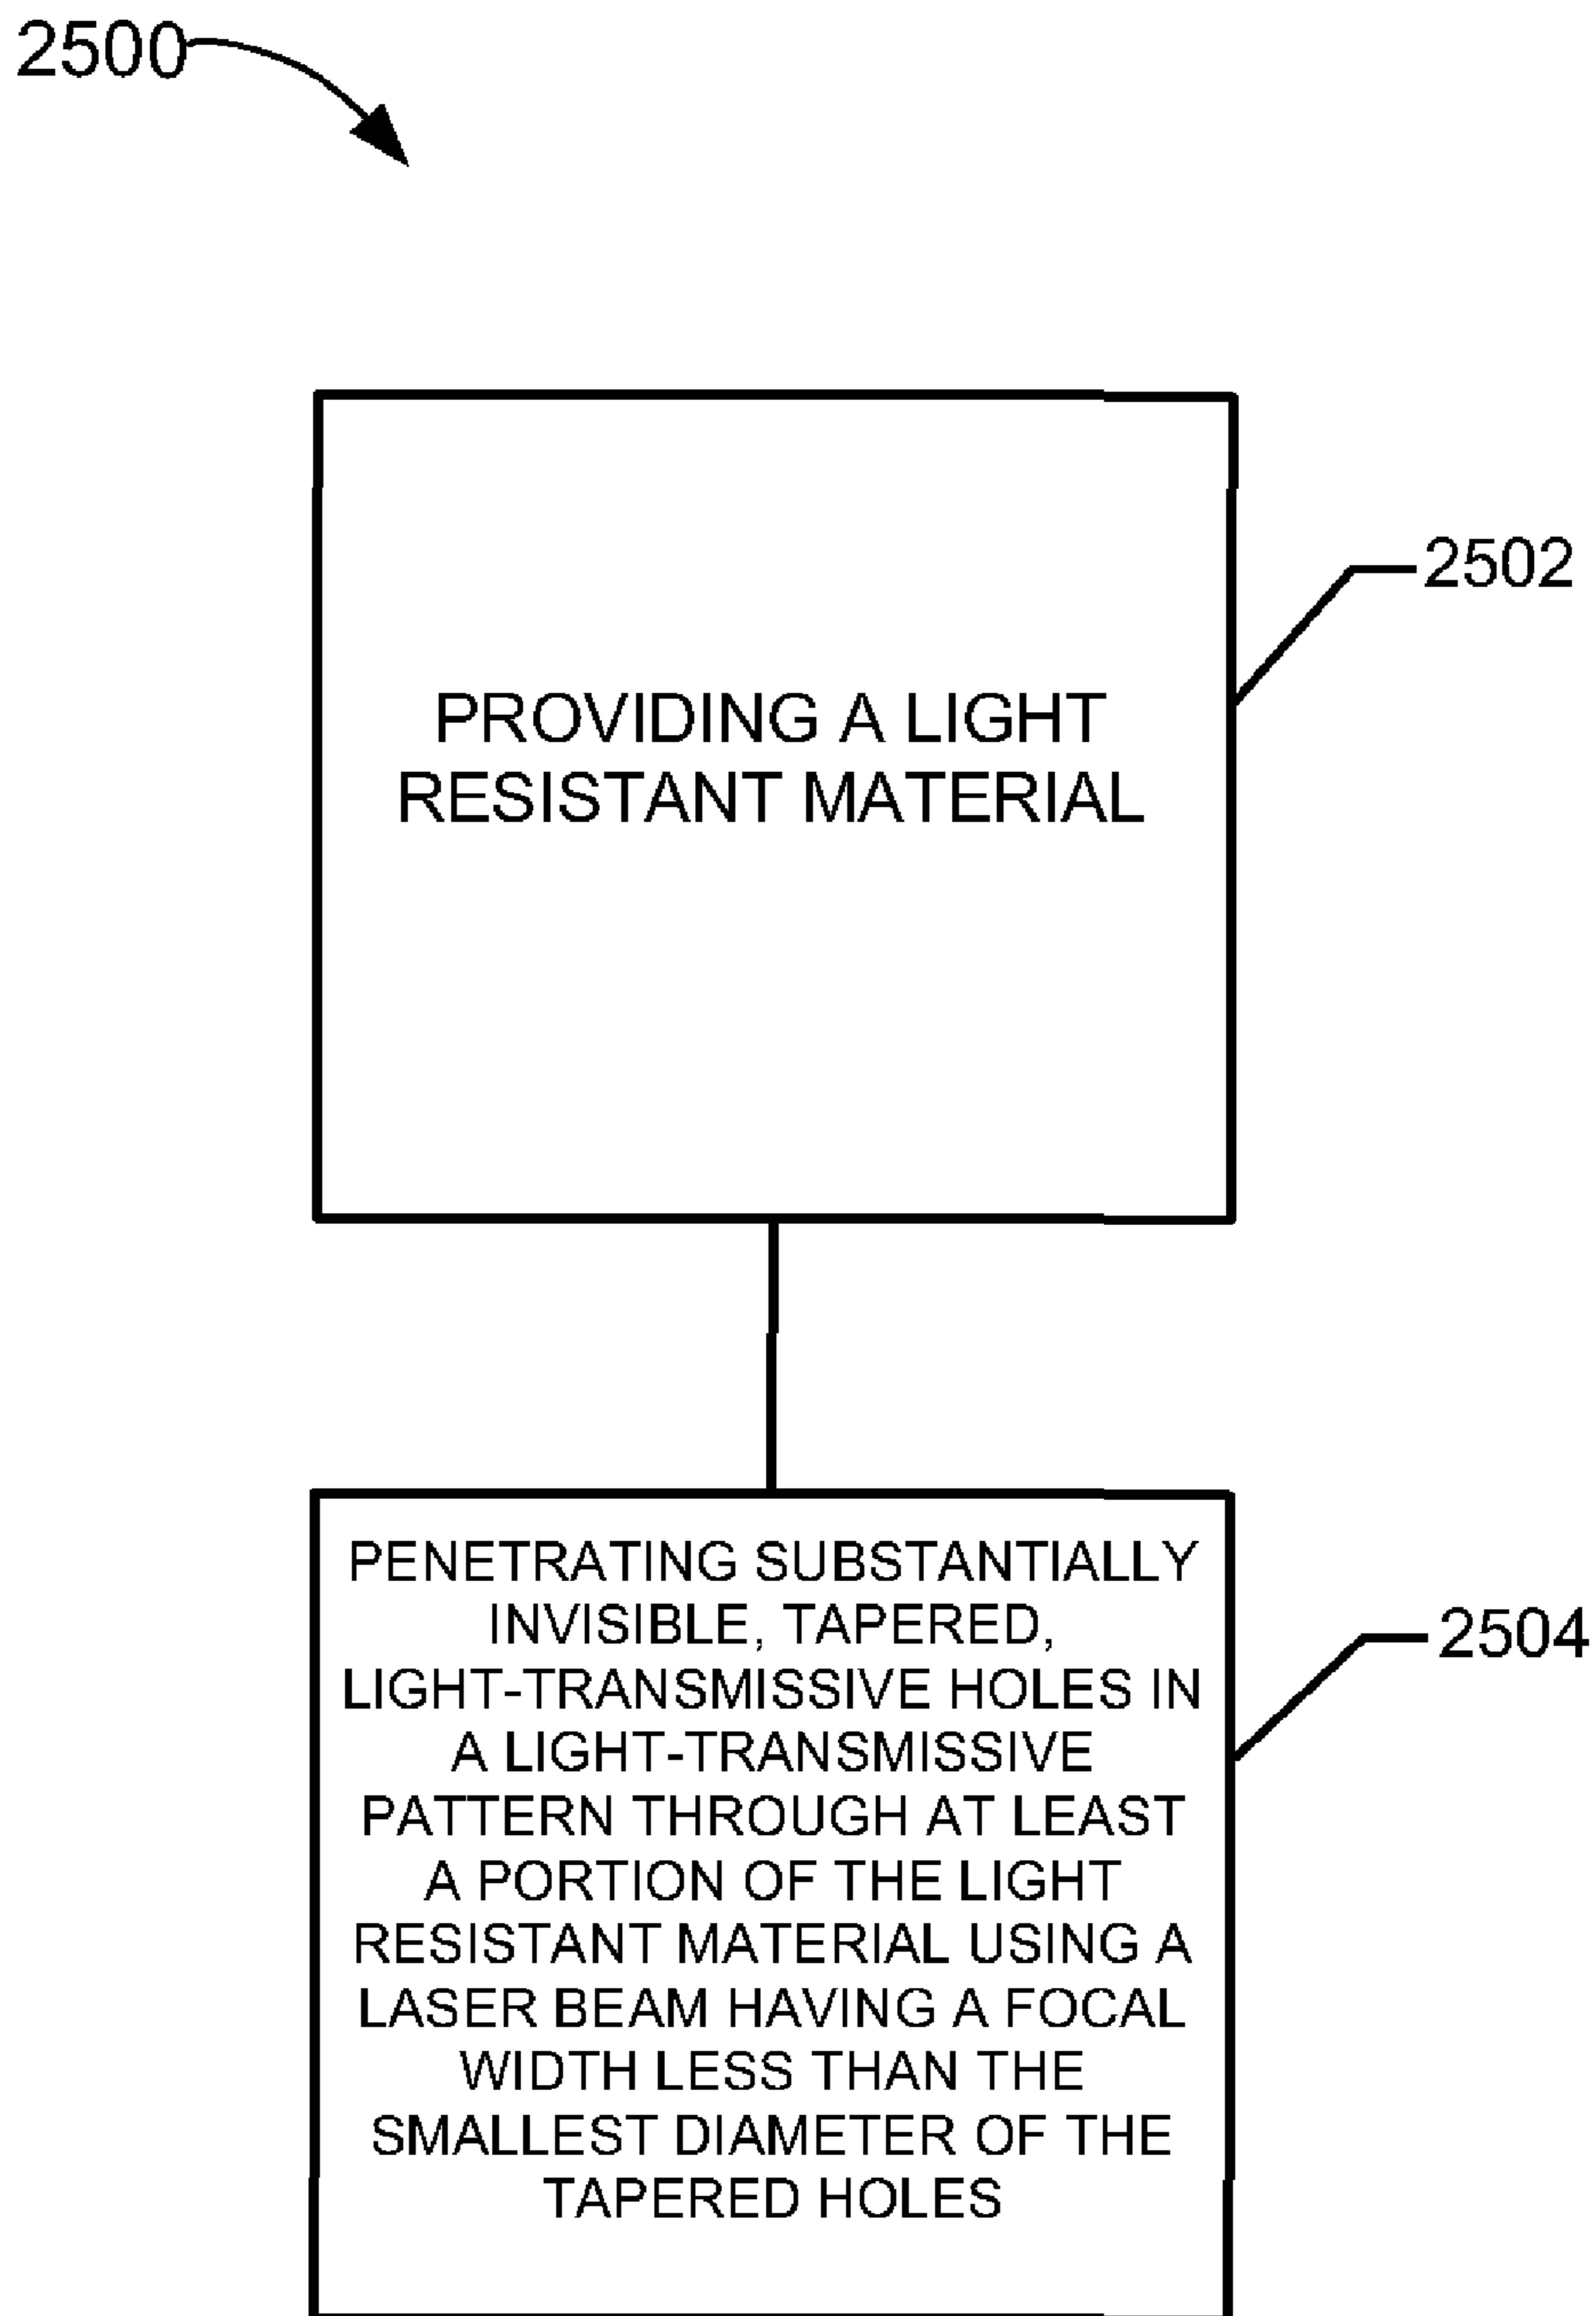 2500
PROVIDING A LIGHT
RESISTANT MATERIAL
2502
PENETRATING SUBSTANTIALLY
INVISIBLE, TAPERED,
LIGHT-TRANSMISSIVE HOLES IN
A LIGHT-TRANSMISSIVE
PATTERN THROUGH AT LEAST
A PORTION OF THE LIGHT
RESISTANT MATERIAL USING A
LASER BEAM HAVING A FOCAL
WIDTH LESS THAN THE
SMALLEST DIAMETER OF THE
TAPERED HOLES
2504